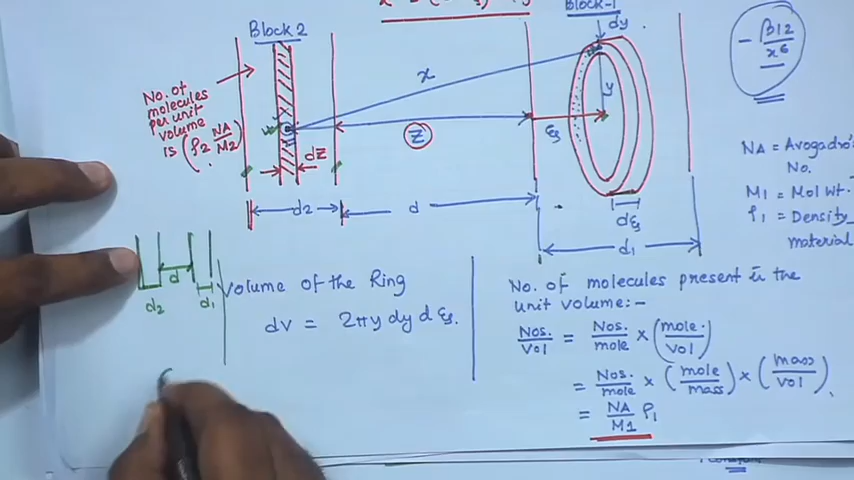 Block 2
Block-1
dy
- β12
x6
No. of
molecules
per unit
volume
is (ρ2 NA/M2)
x
y
Z
ξ
dZ
dξ
d2
d
d1
NA = Avogadro
No.
M1 = Mol Wt.
ρ1 = Density
material
d
d2
d1
Volume of the Ring
dV = 2πy dy dξ.
No. of molecules present in the
unit volume:-
Nos./Vol = Nos./mole × (mole./vol)
= Nos./mole × (mole/mass) × (mass/vol)
= NA/M1 ρ1